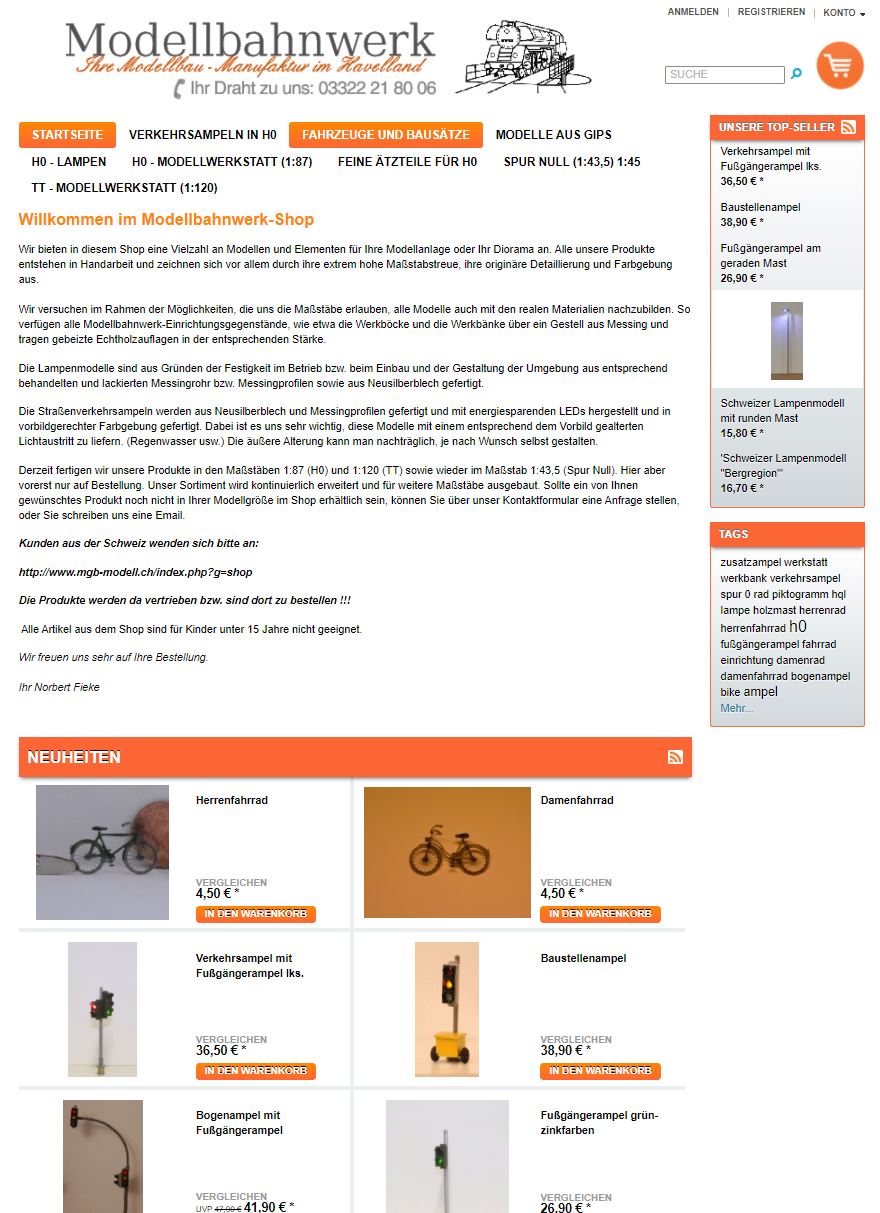 ANMELDEN | REGISTRIEREN | KONTO
Modellbahnwerk
Ihre Modellbau - Manufaktur im Havelland
Ihr Draht zu uns: 03322 21 80 06
SUCHE
STARTSEITE VERKEHRSAMPELN IN H0 FAHRZEUGE UND BAUSÄTZE MODELLE AUS GIPS
H0 - LAMPEN H0 - MODELLWERKSTATT (1:87) FEINE ÄTZTEILE FÜR H0 SPUR NULL (1:43,5) 1:45
TT - MODELLWERKSTATT (1:120)
Willkommen im Modellbahnwerk-Shop
Wir bieten in diesem Shop eine Vielzahl an Modellen und Elementen für Ihre Modellanlage oder Ihr Diorama an. Alle unsere Produkte
entstehen in Handarbeit und zeichnen sich vor allem durch ihre extrem hohe Maßstabstreue, ihre originäre Detaillierung und Farbgebung
aus.
Wir versuchen im Rahmen der Möglichkeiten, die uns die Maßstäbe erlauben, alle Modelle auch mit den realen Materialien nachzubilden. So
verfügen alle Modellbahnwerk-Einrichtungsgegenstände, wie etwa die Werkböcke und die Werkbänke über ein Gestell aus Messing und
tragen gebeizte Echtholzauflagen in der entsprechenden Stärke.
Die Lampenmodelle sind aus Gründen der Festigkeit im Betrieb bzw. beim Einbau und der Gestaltung der Umgebung aus entsprechend
behandelten und lackierten Messingrohr bzw. Messingprofilen sowie aus Neusilberblech gefertigt.
Die Straßenverkehrsampeln werden aus Neusilberblech und Messingprofilen gefertigt und mit energiesparenden LEDs hergestellt und in
vorbildgerechter Farbgebung gefertigt. Dabei ist es uns sehr wichtig, diese Modelle mit einem entsprechend dem Vorbild gealterten
Lichtaustritt zu liefern. (Regenwasser usw.) Die äußere Alterung kann man nachträglich, je nach Wunsch selbst gestalten.
Derzeit fertigen wir unsere Produkte in den Maßstäben 1:87 (H0) und 1:120 (TT) sowie wieder im Maßstab 1:43,5 (Spur Null). Hier aber
vorerst nur auf Bestellung. Unser Sortiment wird kontinuierlich erweitert und für weitere Maßstäbe ausgebaut. Sollte ein von Ihnen
gewünschtes Produkt noch nicht in Ihrer Modellgröße im Shop erhältlich sein, können Sie über unser Kontaktformular eine Anfrage stellen,
oder Sie schreiben uns eine Email.
Kunden aus der Schweiz wenden sich bitte an:
http://www.mgb-modell.ch/index.php?g=shop
Die Produkte werden da vertrieben bzw. sind dort zu bestellen !!!
Alle Artikel aus dem Shop sind für Kinder unter 15 Jahre nicht geeignet.
Wir freuen uns sehr auf Ihre Bestellung.
Ihr Norbert Fieke
UNSERE TOP-SELLER
Verkehrsampel mit
Fußgängerampel lks.
36,50 € *
Baustellenampel
38,90 € *
Fußgängerampel am
geraden Mast
26,90 € *
Schweizer Lampenmodell
mit runden Mast
15,80 € *
'Schweizer Lampenmodell
"Bergregion"'
16,70 € *
TAGS
zusatzampel werkstatt
werkbank verkehrsampel
spur 0 rad piktogramm hql
lampe holzmast herrenrad
herrenfahrrad h0
fußgängerampel fahrrad
einrichtung damenrad
damenfahrrad bogenampel
bike ampel
Mehr...
NEUHEITEN
Herrenfahrrad
VERGLEICHEN
4,50 € *
IN DEN WARENKORB
Damenfahrrad
VERGLEICHEN
4,50 € *
IN DEN WARENKORB
Verkehrsampel mit
Fußgängerampel lks.
VERGLEICHEN
36,50 € *
IN DEN WARENKORB
Baustellenampel
VERGLEICHEN
38,90 € *
IN DEN WARENKORB
Bogenampel mit
Fußgängerampel
VERGLEICHEN
UVP 47,90 € 41,90 € *
Fußgängerampel grün-
zinkfarben
VERGLEICHEN
26,90 € *